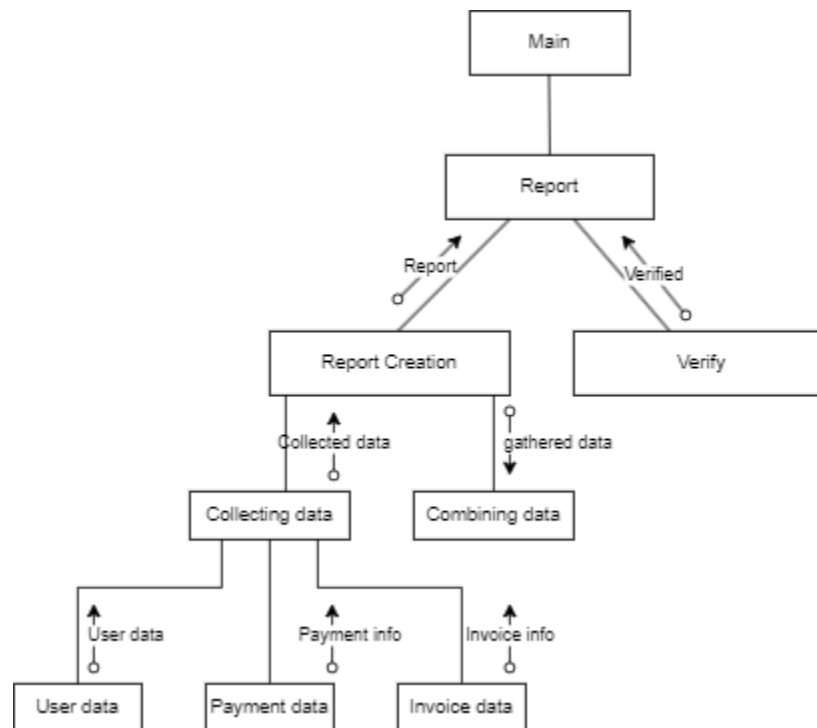 Main
Report
Report
Verified
Report Creation
Verify
Collected data
gathered data
Collecting data
Combining data
User data
Payment info
Invoice info
User data
Payment data
Invoice data